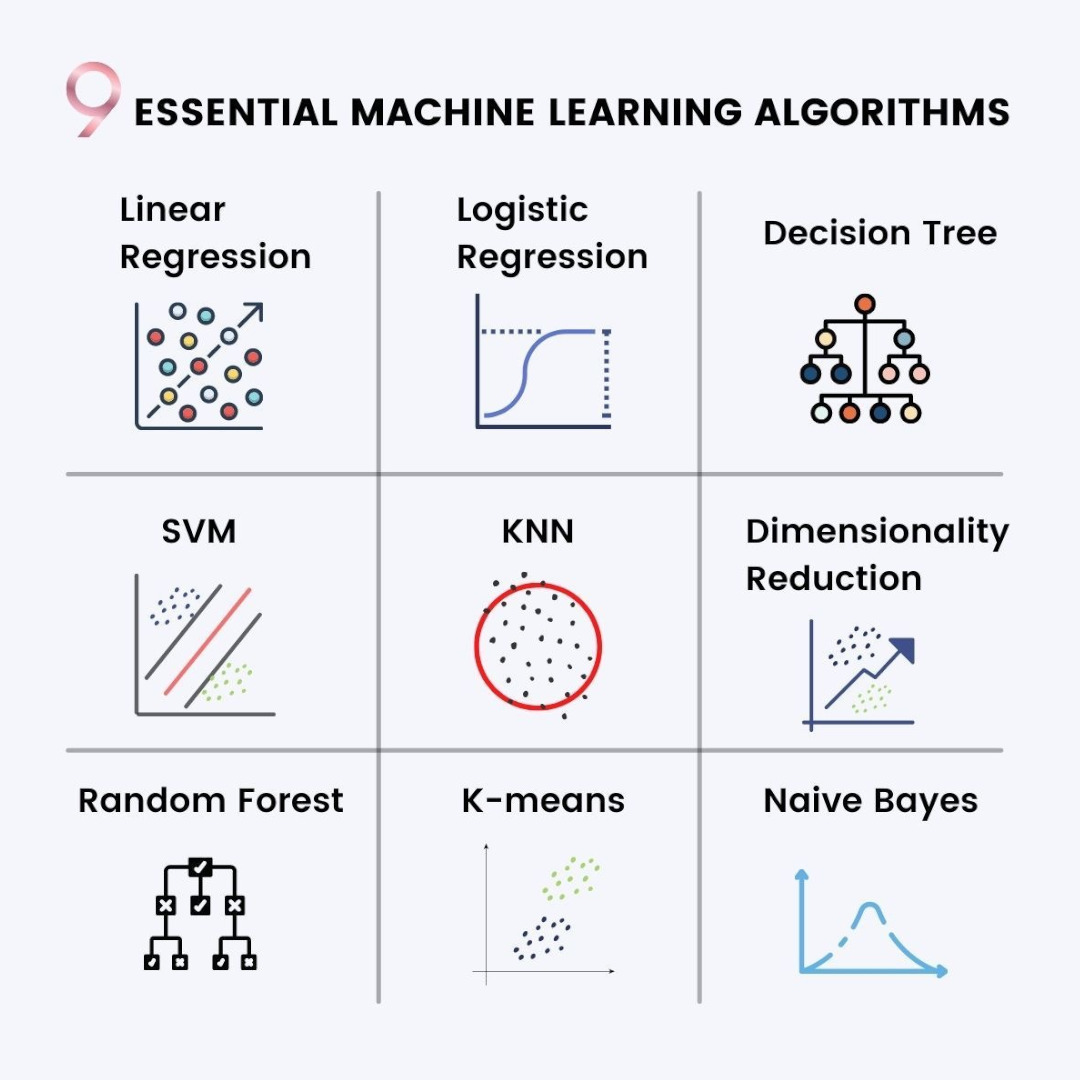 9 ESSENTIAL MACHINE LEARNING ALGORITHMS
Linear
Regression
Logistic
Regression
Decision Tree
SVM
KNN
Dimensionality
Reduction
Random Forest
K-means
Naive Bayes